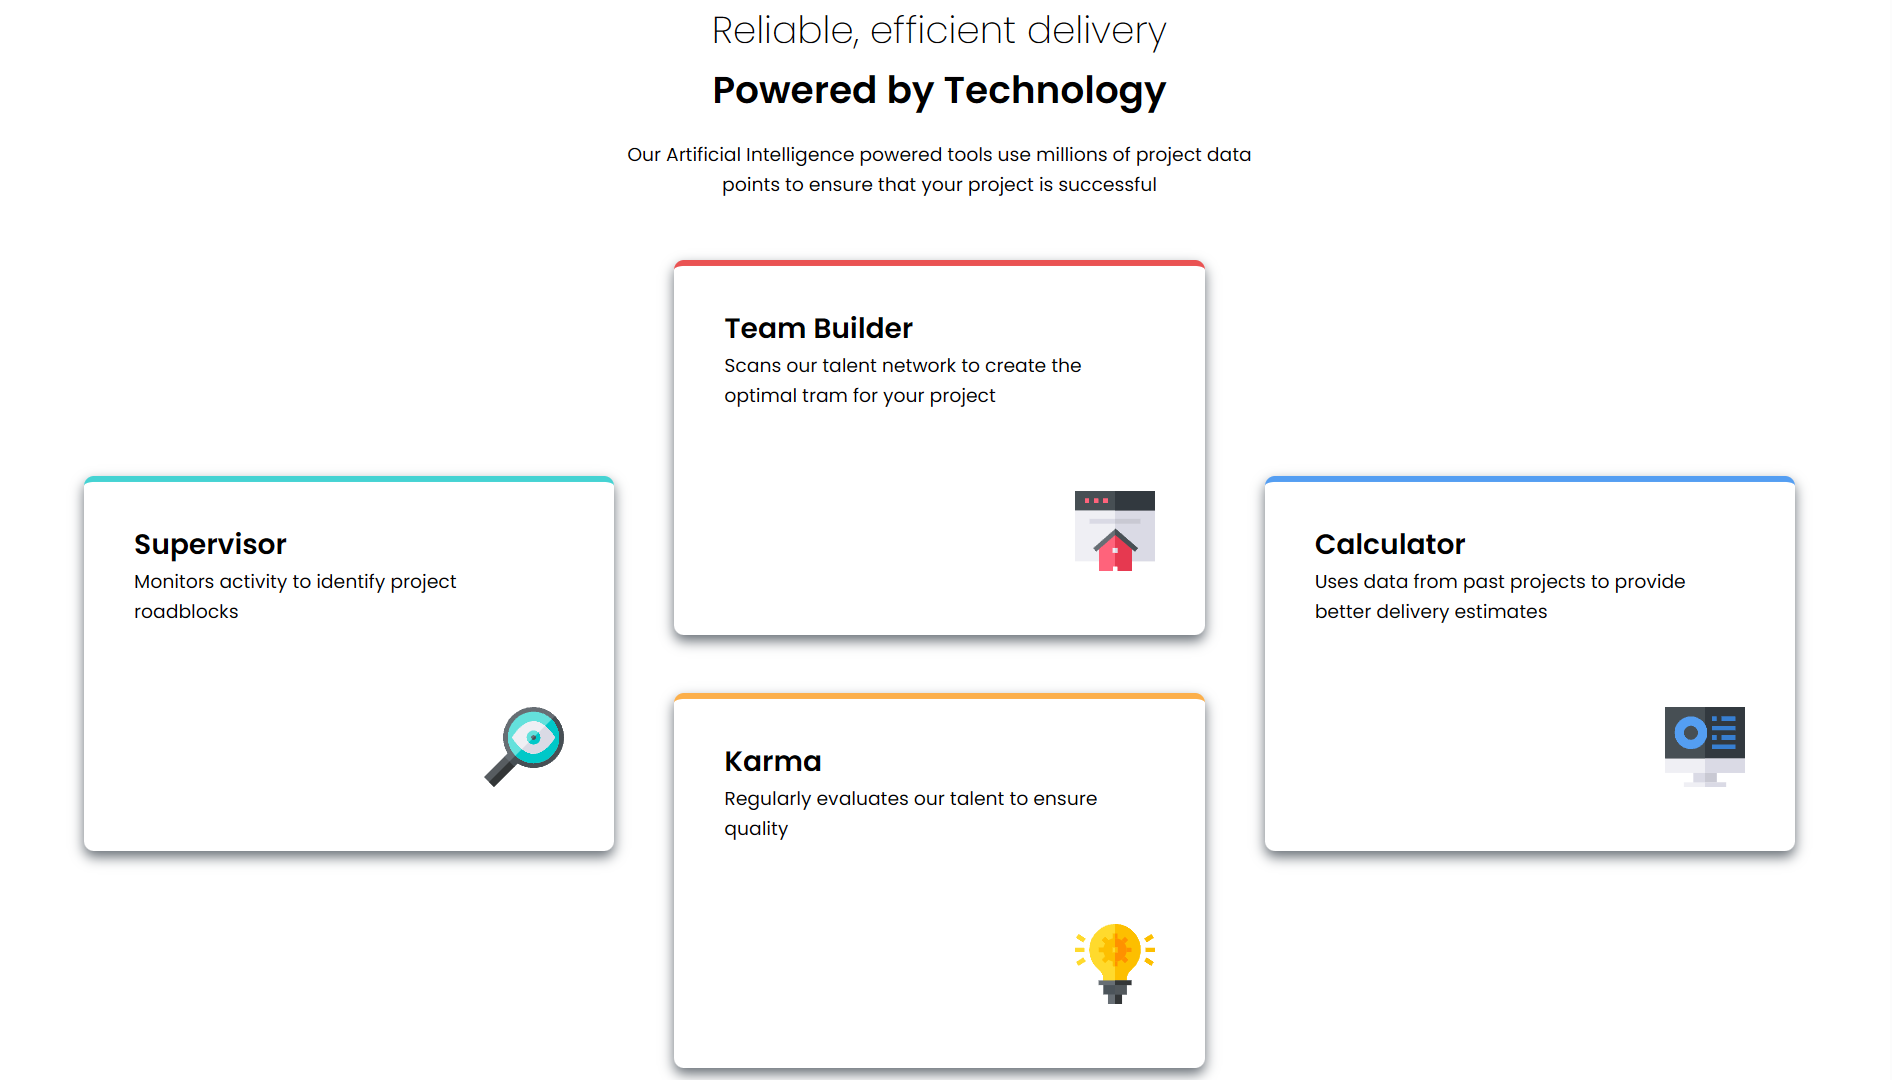 Reliable, efficient delivery
Powered by Technology
Our Artificial Intelligence powered tools use millions of project data
points to ensure that your project is successful
Team Builder
Scans our talent network to create the
optimal tram for your project
Supervisor
Monitors activity to identify project
roadblocks
Calculator
Uses data from past projects to provide
better delivery estimates
Karma
Regularly evaluates our talent to ensure
quality